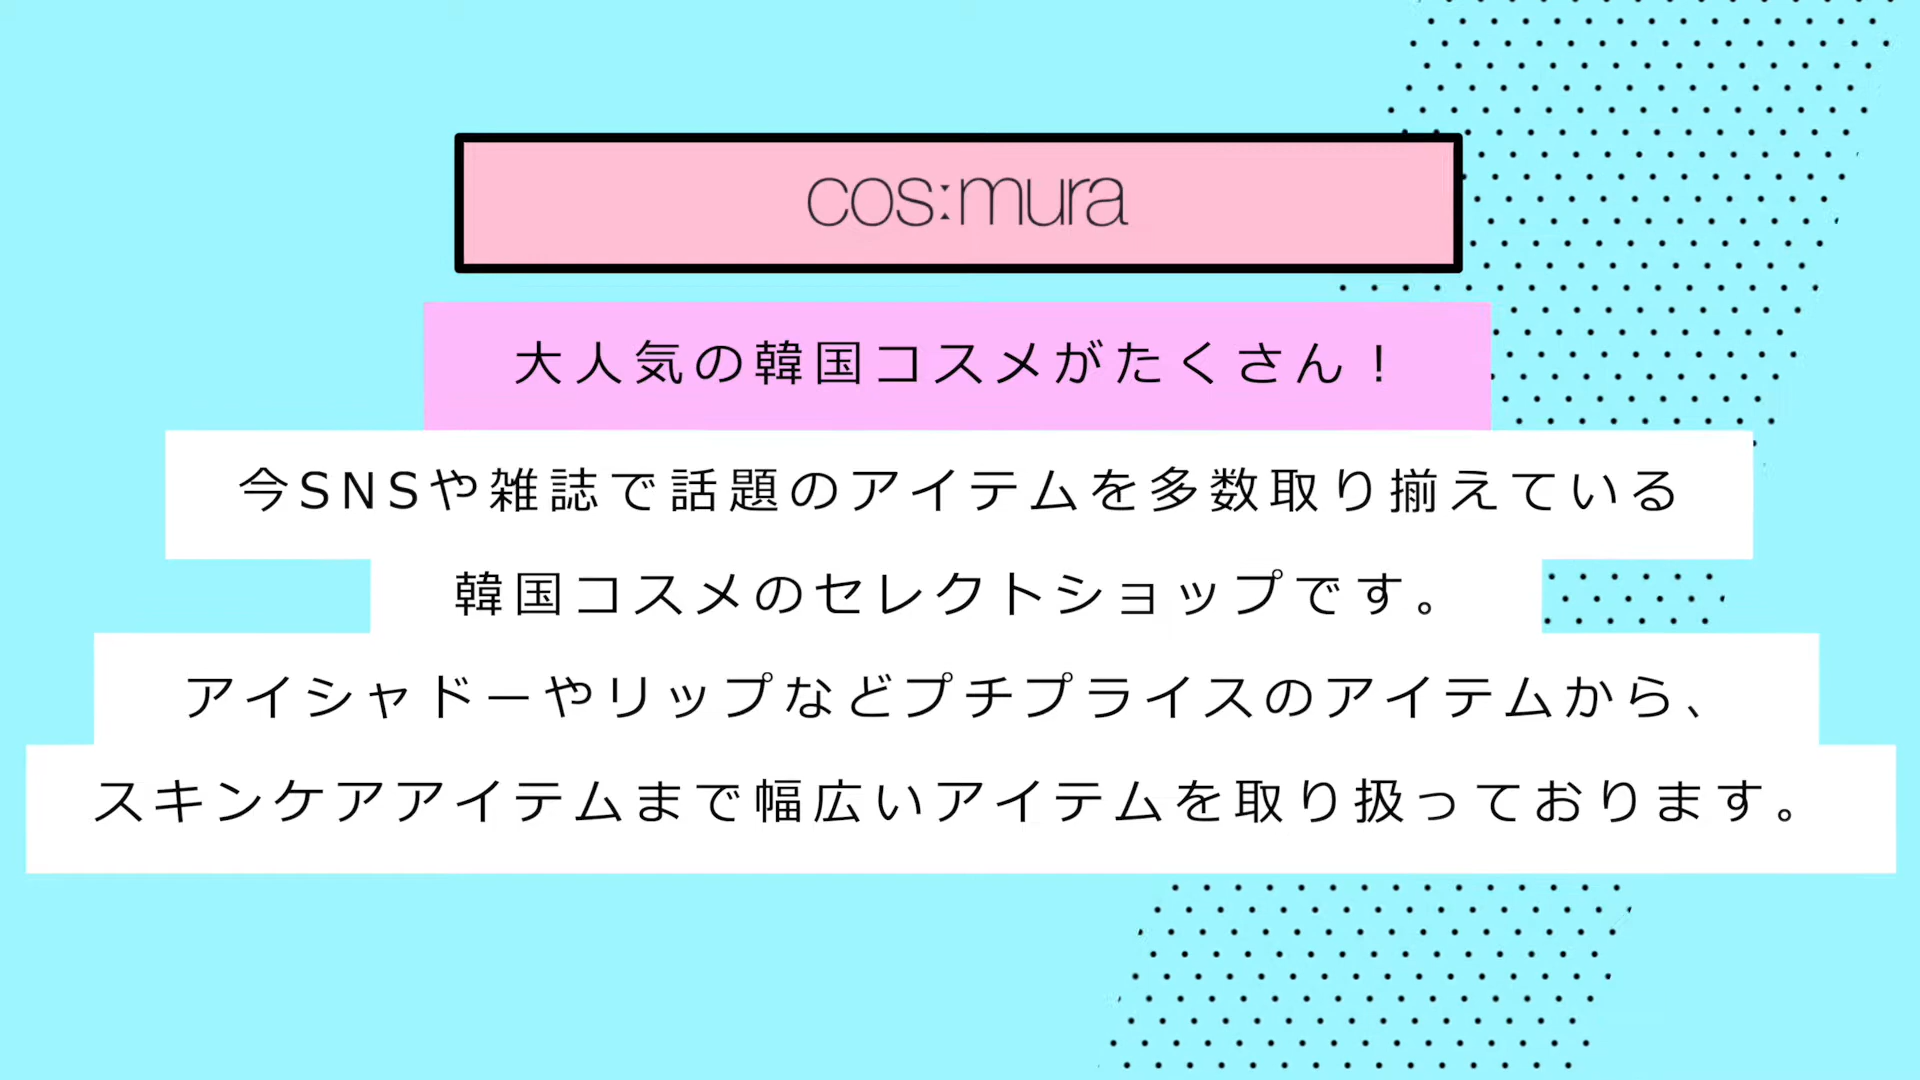 cos:mura
大人気の韓国コスメがたくさん！
今SNSや雑誌で話題のアイテムを多数取り揃えている
韓国コスメのセレクトショップです。
アイシャドーやリップなどプチプライスのアイテムから、
スキンケアアイテムまで幅広いアイテムを取り扱っております。